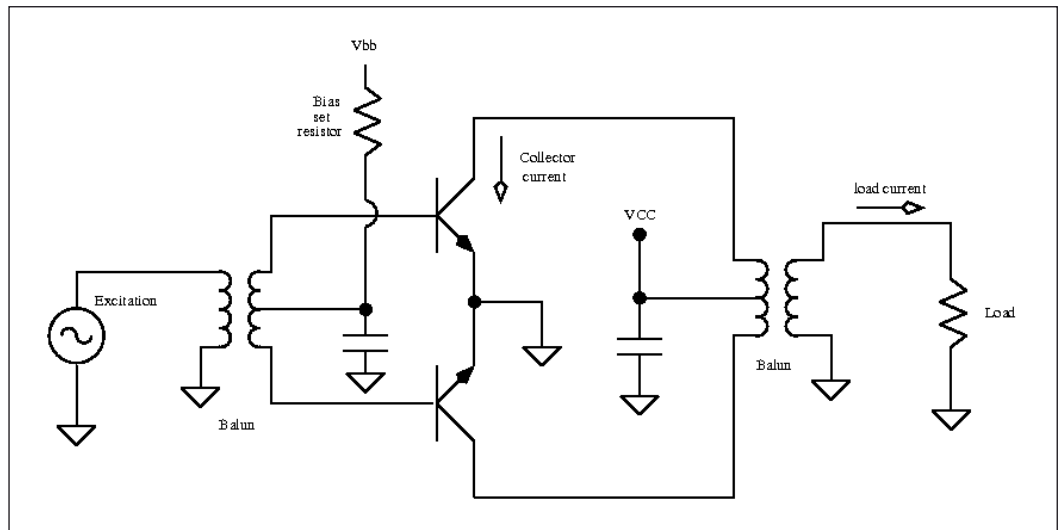 Vbb
Bias
set
resistor
Collector
current
load current
VCC
Excitation
Load
Balun
Balun